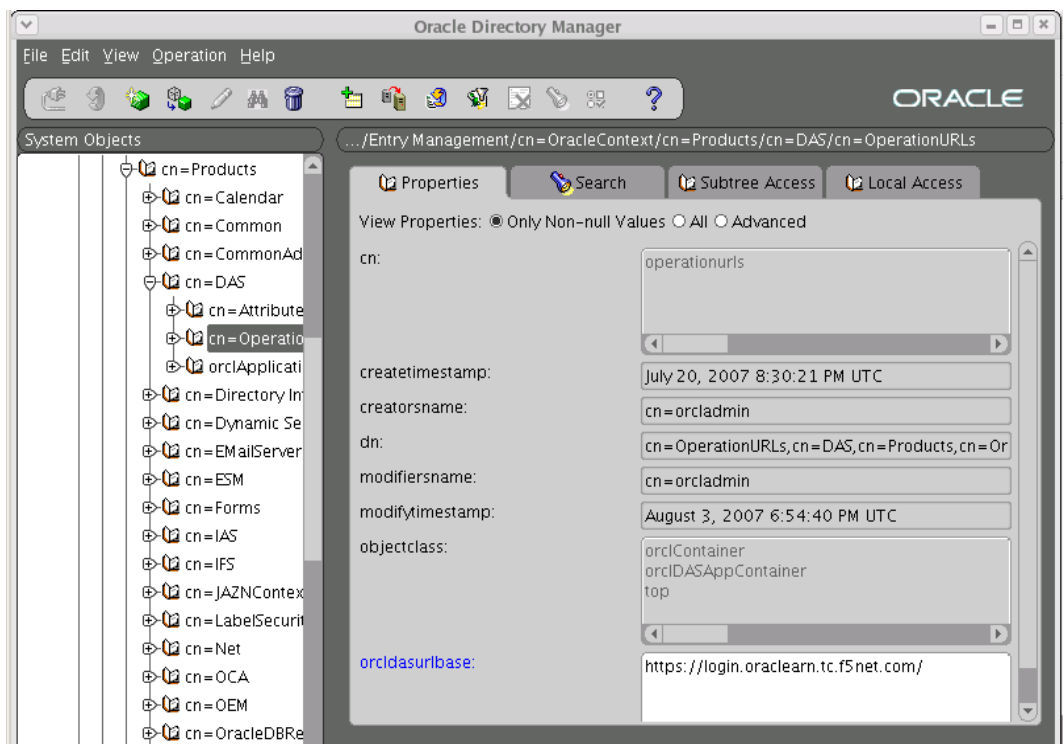 Oracle Directory Manager
File Edit View Operation Help
ORACLE
System Objects
.../Entry Management/cn=OracleContext/cn=Products/cn=DAS/cn=OperationURLs
cn=Products
cn=Calendar
cn=Common
cn=CommonAd
cn=DAS
cn=Attribute
cn=Operatio
orclApplicati
cn=Directory In
cn=Dynamic Se
cn=EMailServer
cn=ESM
cn=Forms
cn=IAS
cn=IFS
cn=JAZNContex
cn=LabelSecurit
cn=Net
cn=OCA
cn=OEM
cn=OracleDBRe
Properties Search Subtree Access Local Access
View Properties: Only Non-null Values All Advanced
cn: operationurls
createtimestamp: July 20, 2007 8:30:21 PM UTC
creatorsname: cn=orcladmin
dn: cn=OperationURLs,cn=DAS,cn=Products,cn=Or
modifiersname: cn=orcladmin
modifytimestamp: August 3, 2007 6:54:40 PM UTC
objectclass: orclContainer
orclDASAppContainer
top
orcldasurlbase: https://login.oraclearn.tc.f5net.com/